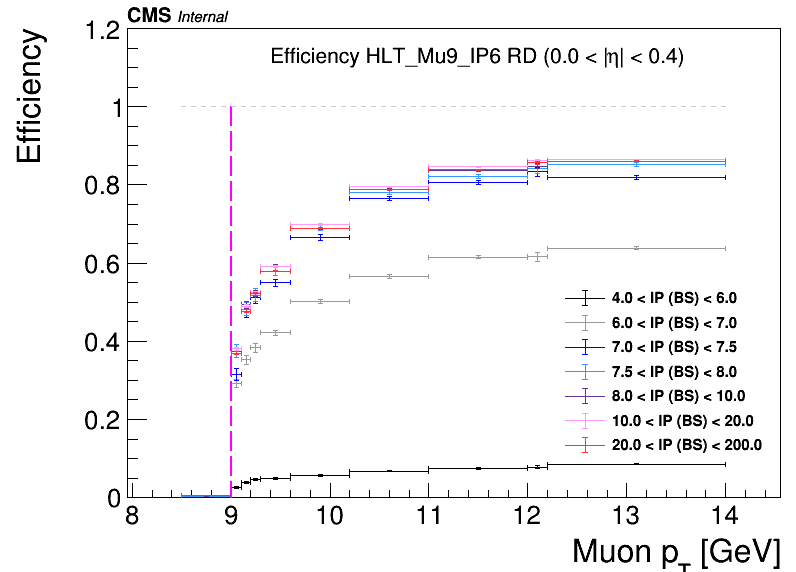 CMS Internal
Efficiency HLT_Mu9_IP6 RD (0.0 < |η| < 0.4)
Efficiency
1.2
1
0.8
0.6
0.4
0.2
0
4.0 < IP (BS) < 6.0
6.0 < IP (BS) < 7.0
7.0 < IP (BS) < 7.5
7.5 < IP (BS) < 8.0
8.0 < IP (BS) < 10.0
10.0 < IP (BS) < 20.0
20.0 < IP (BS) < 200.0
8 9 10 11 12 13 14
Muon p_T [GeV]